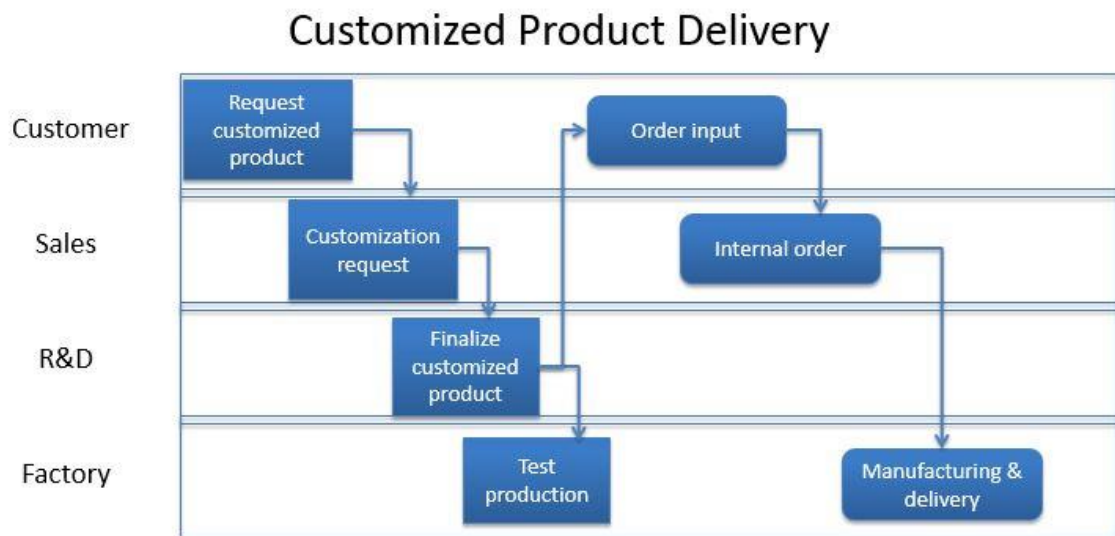 Customized Product Delivery
Customer
Request
customized
product
Order input
Sales
Customization
request
Internal order
R&D
Finalize
customized
product
Factory
Test
production
Manufacturing &
delivery